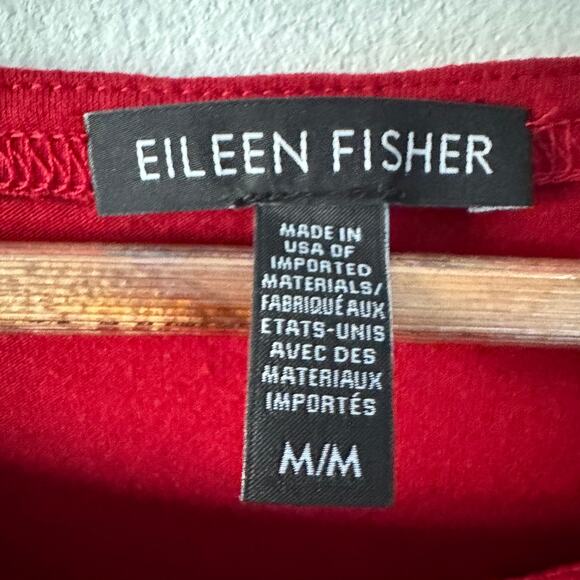 EILEEN FISHER
MADE IN
USA OF
IMPORTED
MATERIALS/
FABRIQUÉ AUX
ETATS-UNIS
AVEC DES
MATERIAUX
IMPORTÉS
M/M